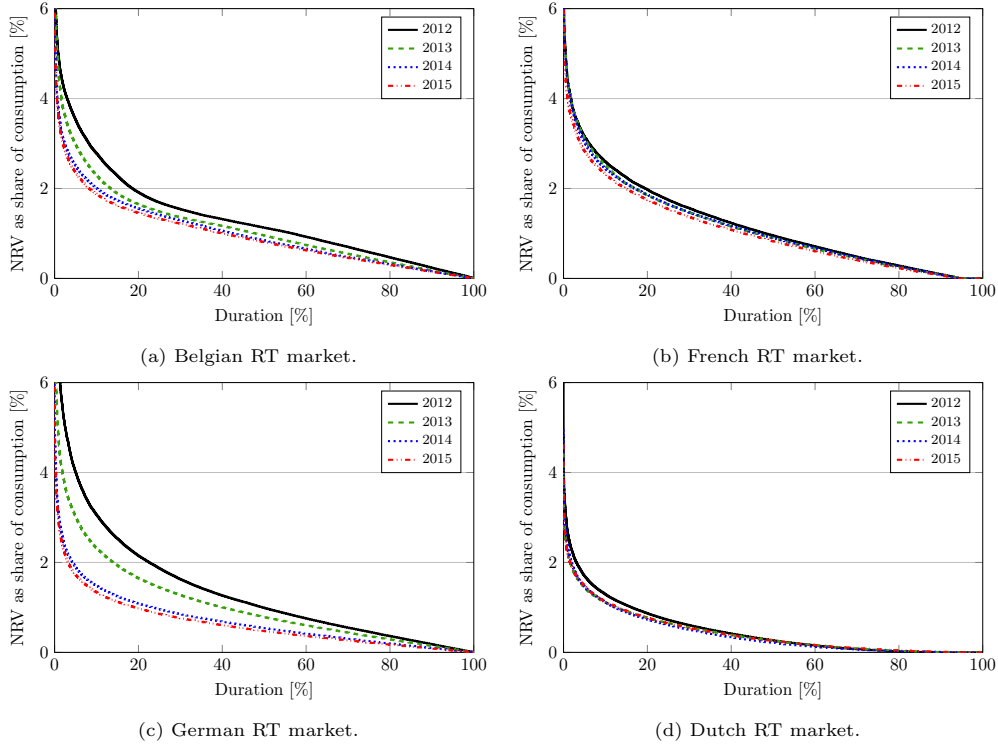 NRV as share of consumption [%]
6
4
2
0
0 20 40 60 80 100
Duration [%]
2012
2013
2014
2015
(a) Belgian RT market.
NRV as share of consumption [%]
6
4
2
0
0 20 40 60 80 100
Duration [%]
2012
2013
2014
2015
(b) French RT market.
NRV as share of consumption [%]
6
4
2
0
0 20 40 60 80 100
Duration [%]
2012
2013
2014
2015
(c) German RT market.
NRV as share of consumption [%]
6
4
2
0
0 20 40 60 80 100
Duration [%]
2012
2013
2014
2015
(d) Dutch RT market.